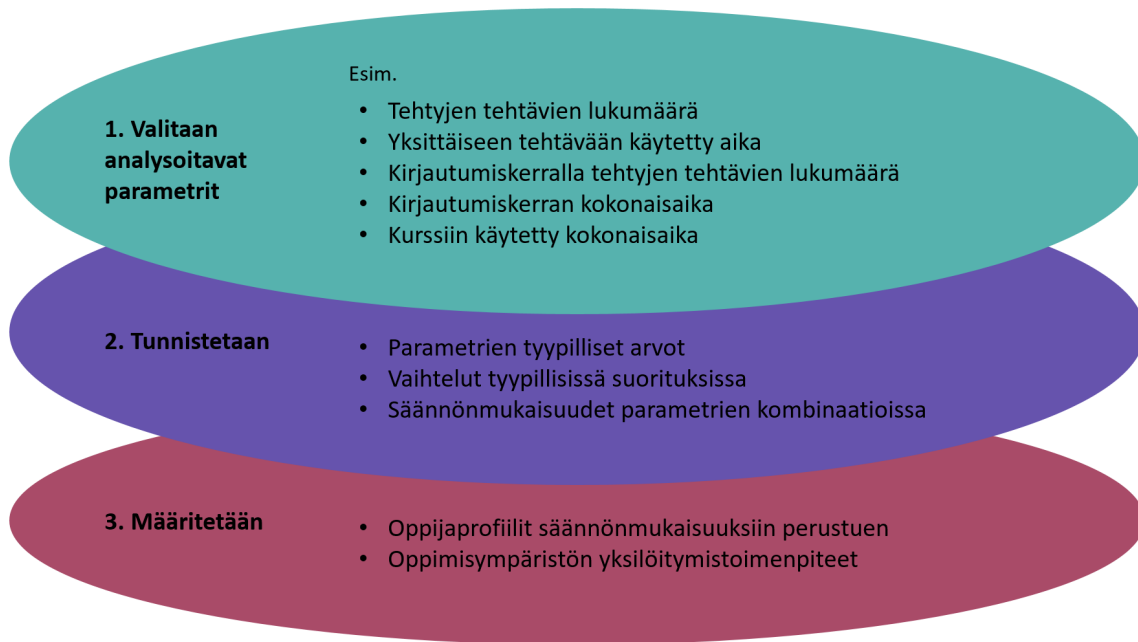 Esim.
1. Valitaan
analysoitavat
parametrit
• Tehtyjen tehtävien lukumäärä
• Yksittäiseen tehtävään käytetty aika
• Kirjautumiskerralla tehtyjen tehtävien lukumäärä
• Kirjautumiskerran kokonaisaika
• Kurssiin käytetty kokonaisaika
2. Tunnistetaan
• Parametrien tyypilliset arvot
• Vaihtelut tyypillisissä suorituksissa
• Säännönmukaisuudet parametrien kombinaatioissa
3. Määritetään
• Oppijaprofiilit säännönmukaisuuksiin perustuen
• Oppimisympäristön yksilöitymistoimenpiteet